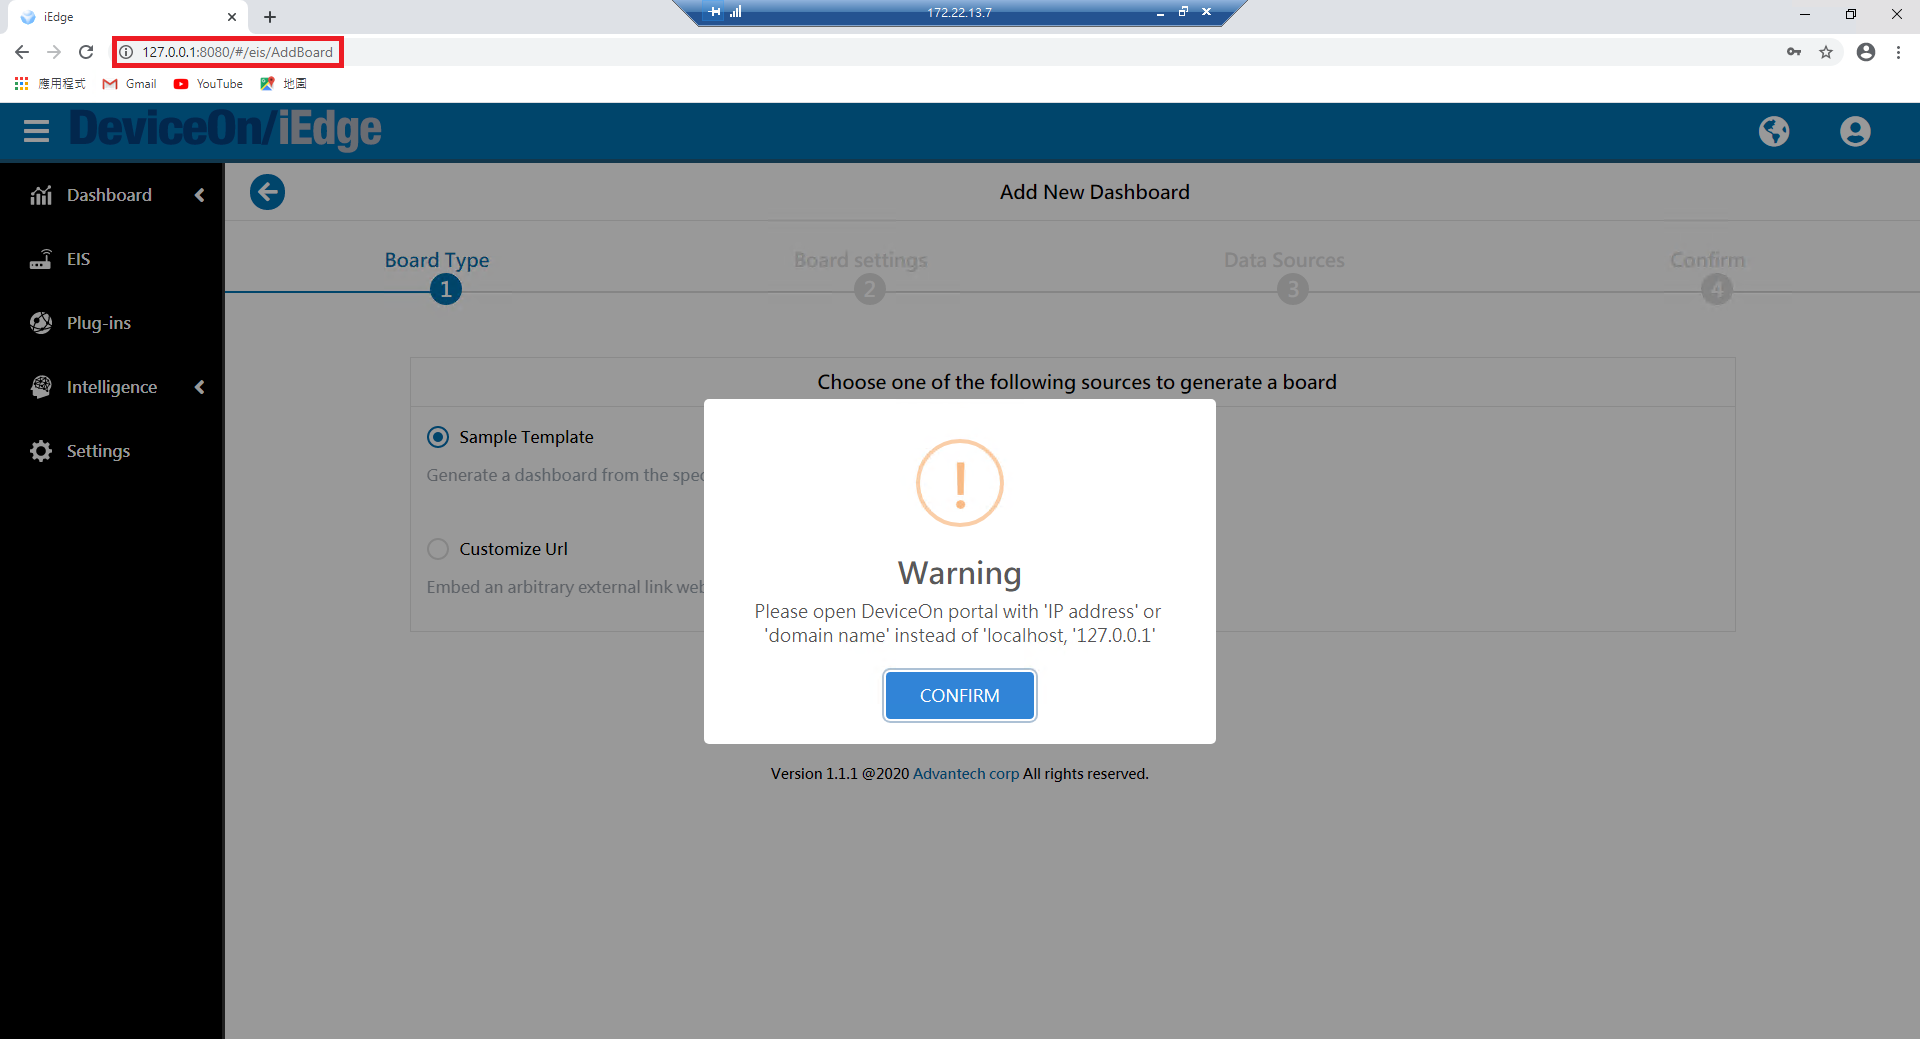 iEdge
172.22.13.7
127.0.0.1:8080/#/eis/AddBoard
應用程式 Gmail YouTube 地圖
DeviceOn/iEdge
Dashboard
EIS
Plug-ins
Intelligence
Settings
Add New Dashboard
Board Type Board settings Data Sources Confirm
1 2 3 4
Choose one of the following sources to generate a board
Sample Template
Generate a dashboard from the spec
Customize Url
Embed an arbitrary external link web
Warning
Please open DeviceOn portal with 'IP address' or
'domain name' instead of 'localhost, '127.0.0.1'
CONFIRM
Version 1.1.1 @2020 Advantech corp All rights reserved.